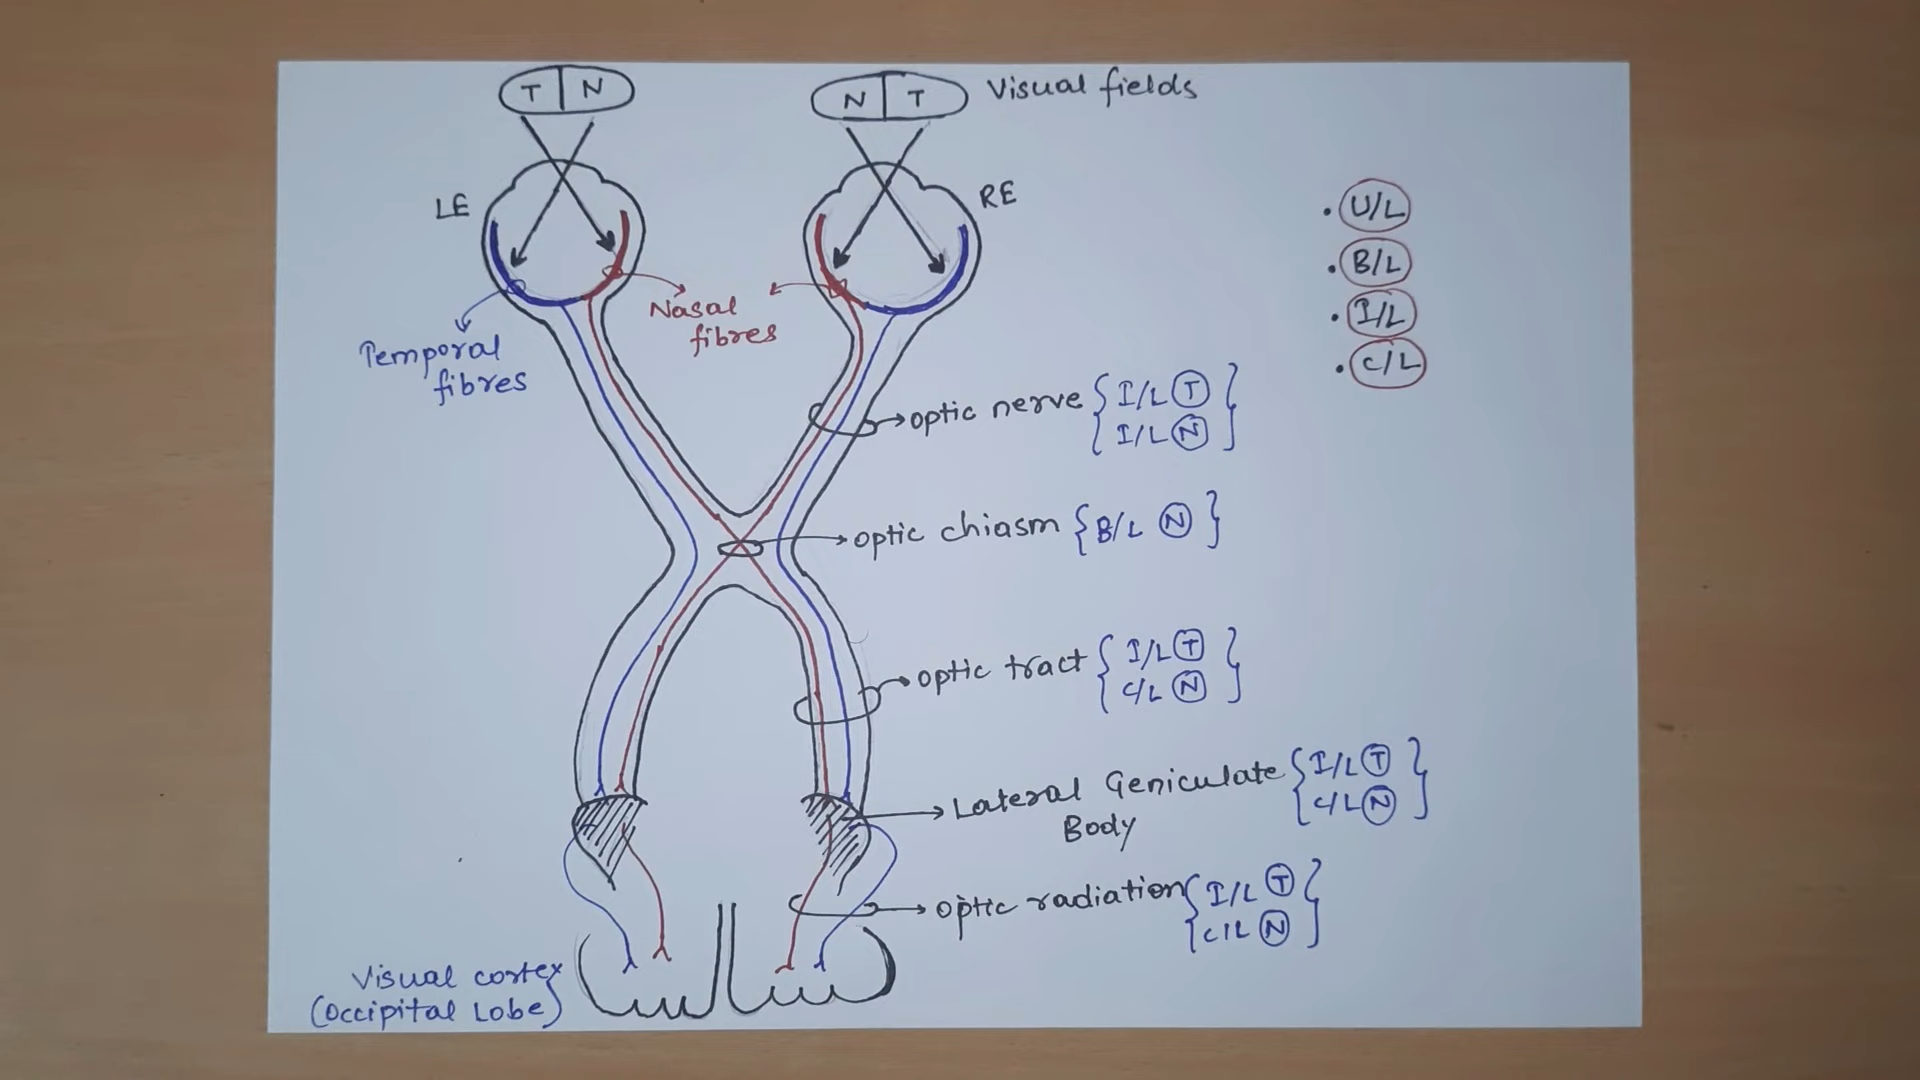 T N
N T
Visual fields
LE
RE
• U/L
• B/L
• I/L
• C/L
Nasal
fibres
Temporal
fibres
optic nerve { I/L T }
{ I/L N }
optic chiasm { B/L N }
optic tract { I/L T }
{ C/L N }
Lateral Geniculate { I/L T }
Body { C/L N }
optic radiation { I/L T }
{ C/L N }
Visual cortex
(Occipital Lobe)